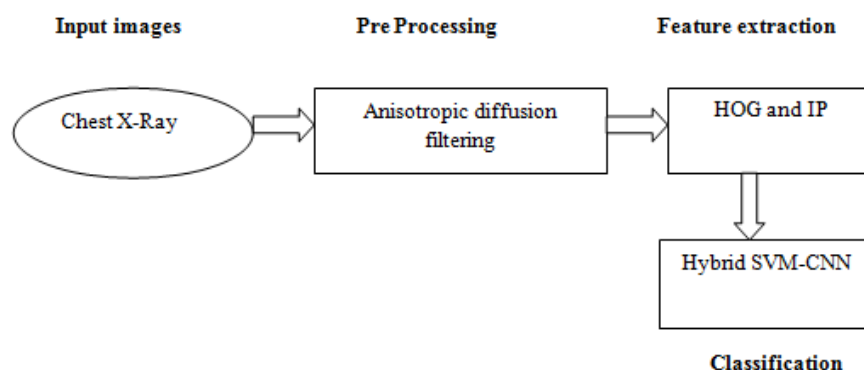 Input images
Pre Processing
Feature extraction
Chest X-Ray
Anisotropic diffusion
filtering
HOG and IP
Hybrid SVM-CNN
Classification